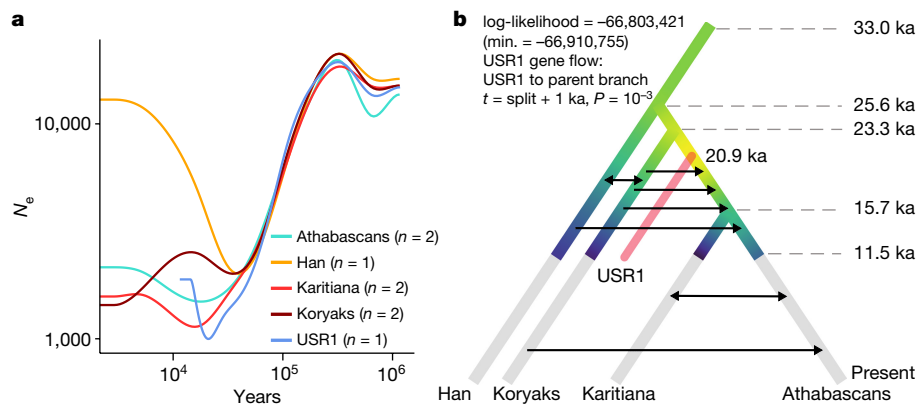 a
10,000
1,000
Nₑ
10⁴
10⁵
10⁶
Years
Athabascans (n = 2)
Han (n = 1)
Karitiana (n = 2)
Koryaks (n = 2)
USR1 (n = 1)
b
log-likelihood = –66,803,421
(min. = –66,910,755)
USR1 gene flow:
USR1 to parent branch
t = split + 1 ka, P = 10⁻³
33.0 ka
25.6 ka
23.3 ka
20.9 ka
15.7 ka
11.5 ka
USR1
Present
Han
Koryaks
Karitiana
Athabascans